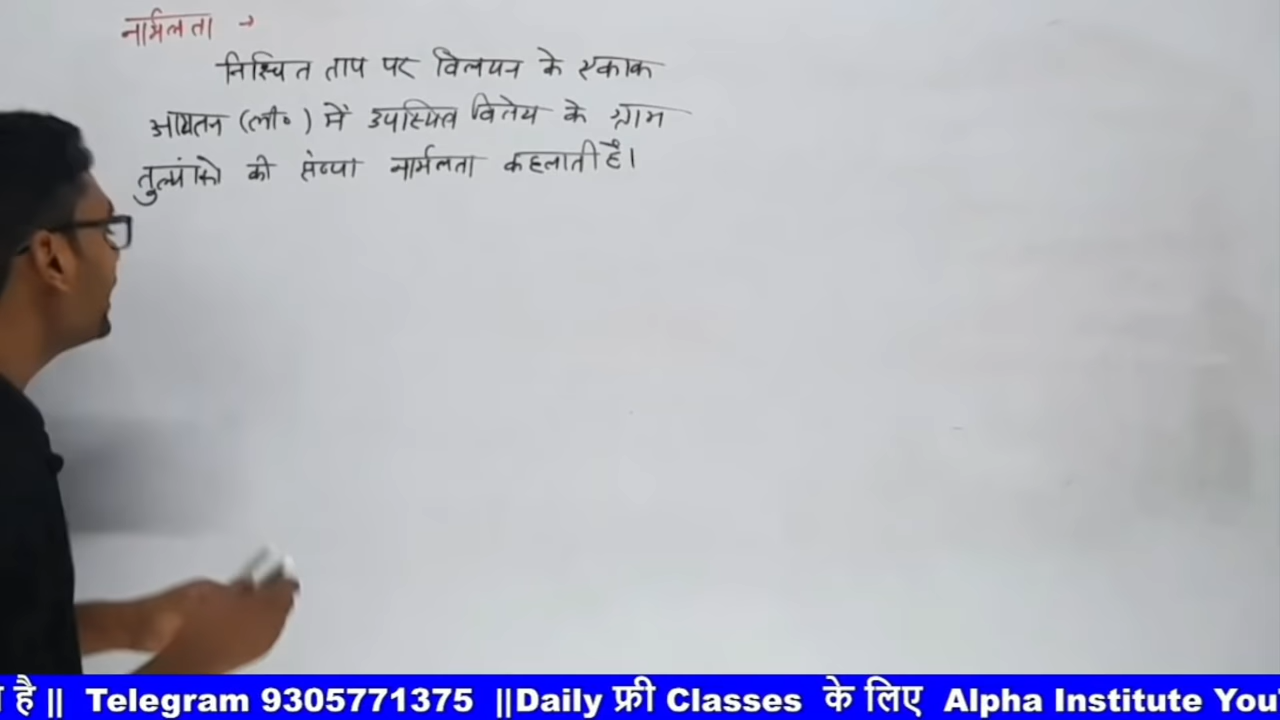 नार्मलता →
निश्चित ताप पर विलयन के एकांक
आयतन (ली०) में उपस्थित विलेय के ग्राम
तुल्यांको की संख्या नार्मलता कहलाती है।
है || Telegram 9305771375 ||Daily फ्री Classes के लिए Alpha Institute You